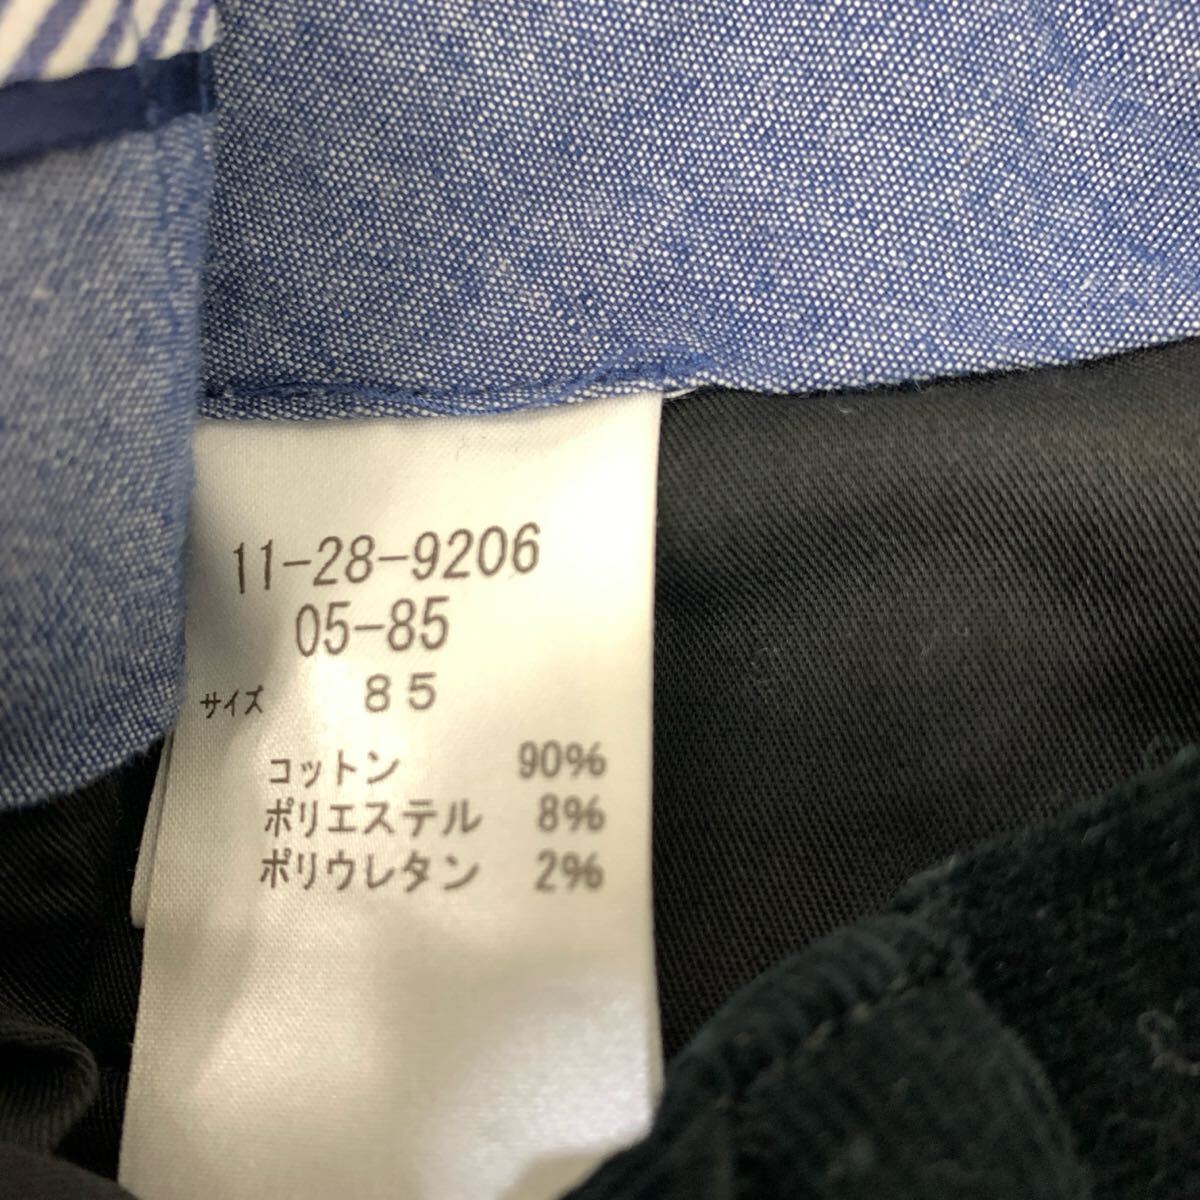 11-28-9206
05-85
サイズ 85
コットン 90%
ポリエステル 8%
ポリウレタン 2%